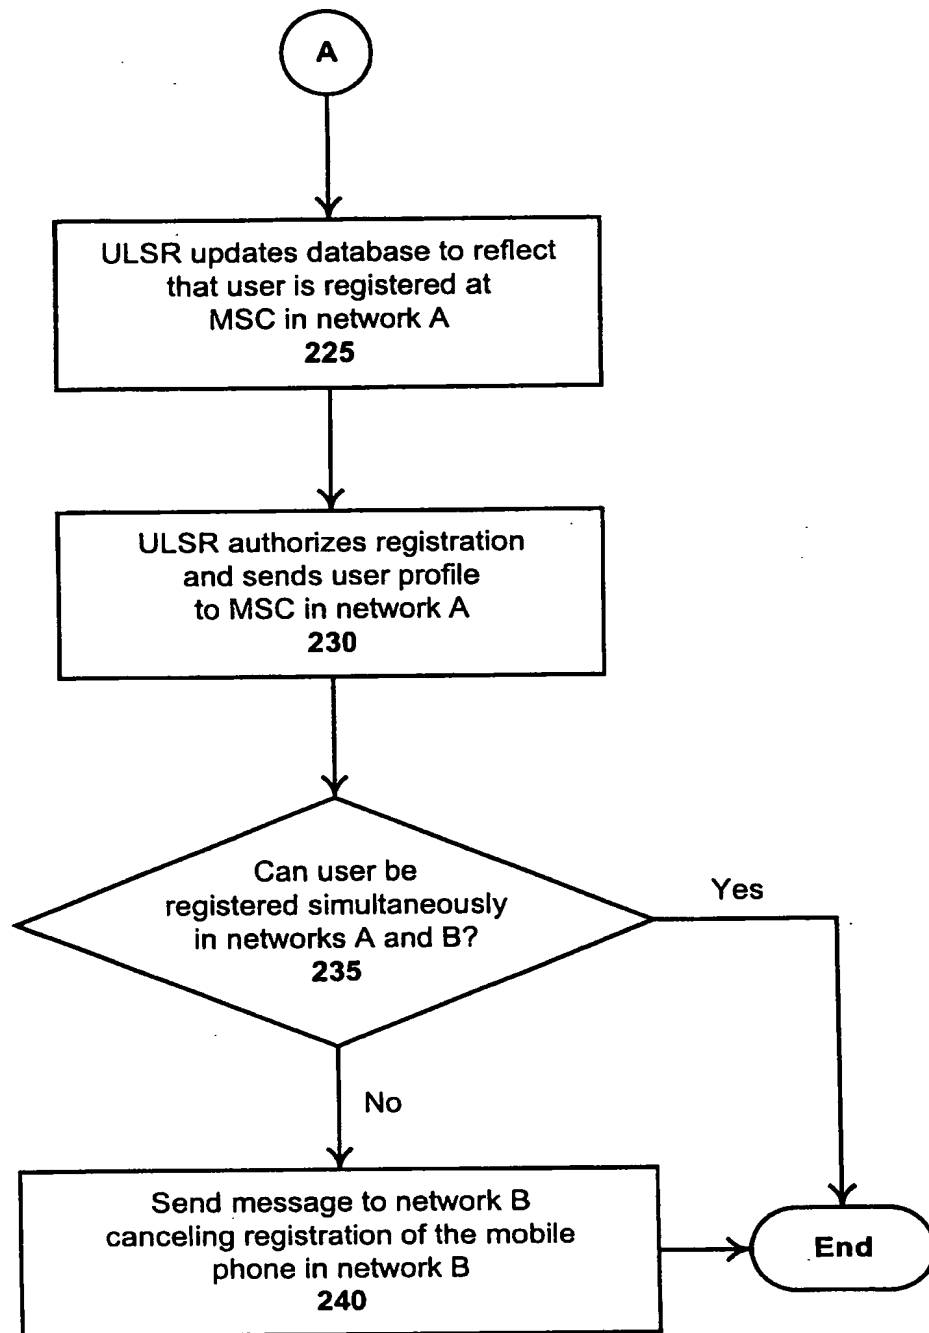 A
ULSR updates database to reflect
that user is registered at
MSC in network A
225
ULSR authorizes registration
and sends user profile
to MSC in network A
230
Can user be
registered simultaneously
in networks A and B?
235
Yes
No
Send message to network B
canceling registration of the mobile
phone in network B
240
End